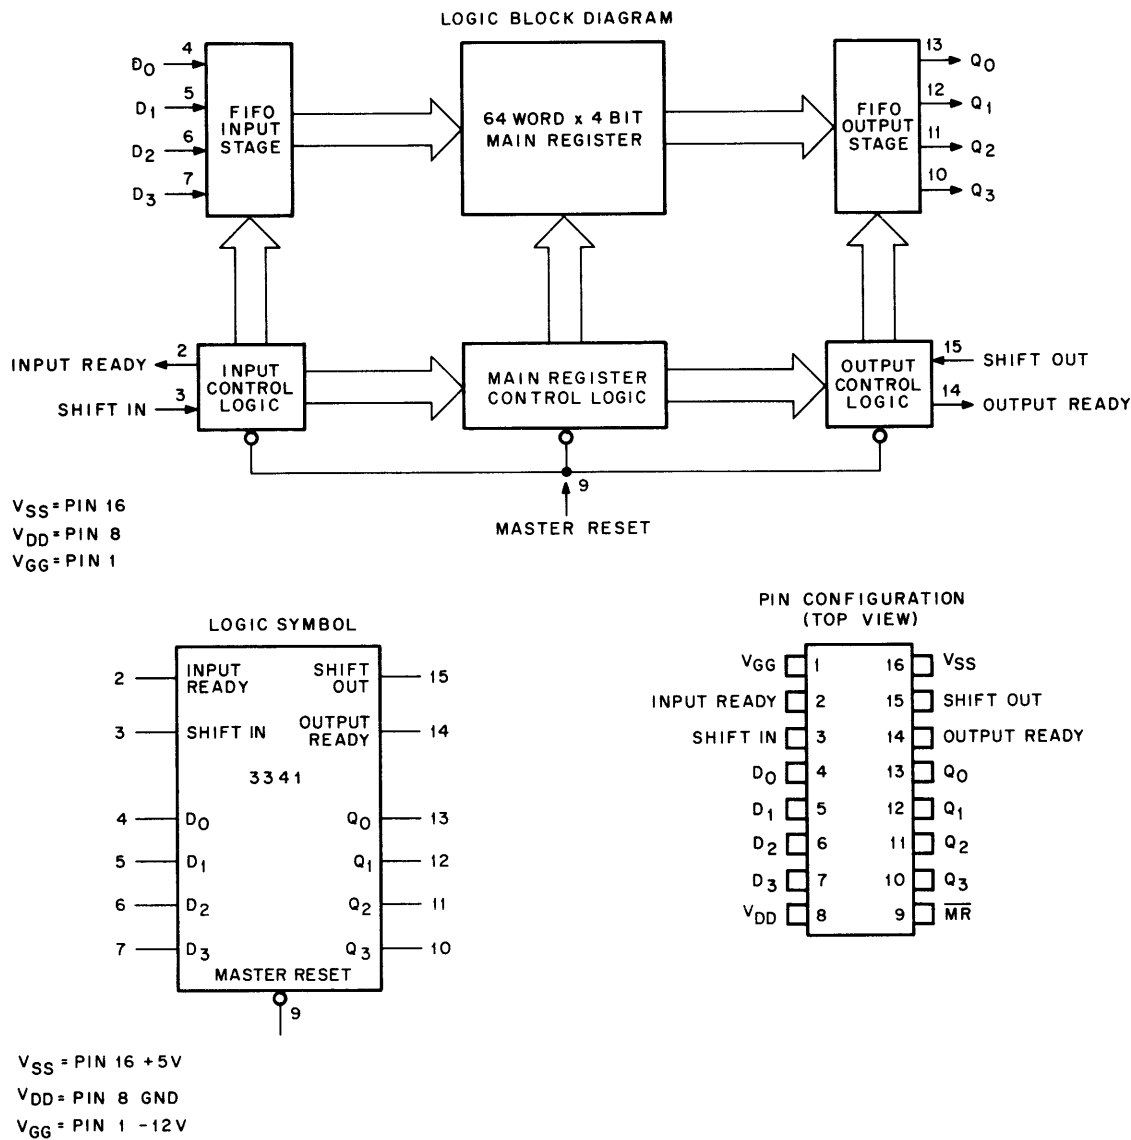 LOGIC BLOCK DIAGRAM
4
D0
5
D1
6
D2
7
D3
FIFO
INPUT
STAGE
64 WORD x 4 BIT
MAIN REGISTER
FIFO
OUTPUT
STAGE
13
Q0
12
Q1
11
Q2
10
Q3
INPUT READY
2
SHIFT IN
3
INPUT
CONTROL
LOGIC
MAIN REGISTER
CONTROL LOGIC
OUTPUT
CONTROL
LOGIC
15
SHIFT OUT
14
OUTPUT READY
9
MASTER RESET
VSS = PIN 16
VDD = PIN 8
VGG = PIN 1
LOGIC SYMBOL
2
INPUT
READY
3
SHIFT IN
SHIFT
OUT
15
OUTPUT
READY
14
3341
4 D0
5 D1
6 D2
7 D3
Q0 13
Q1 12
Q2 11
Q3 10
MASTER RESET
9
VSS = PIN 16 +5V
VDD = PIN 8 GND
VGG = PIN 1 -12V
PIN CONFIGURATION
(TOP VIEW)
VGG 1 16 VSS
INPUT READY 2 15 SHIFT OUT
SHIFT IN 3 14 OUTPUT READY
D0 4 13 Q0
D1 5 12 Q1
D2 6 11 Q2
D3 7 10 Q3
VDD 8 9 M̅R̅